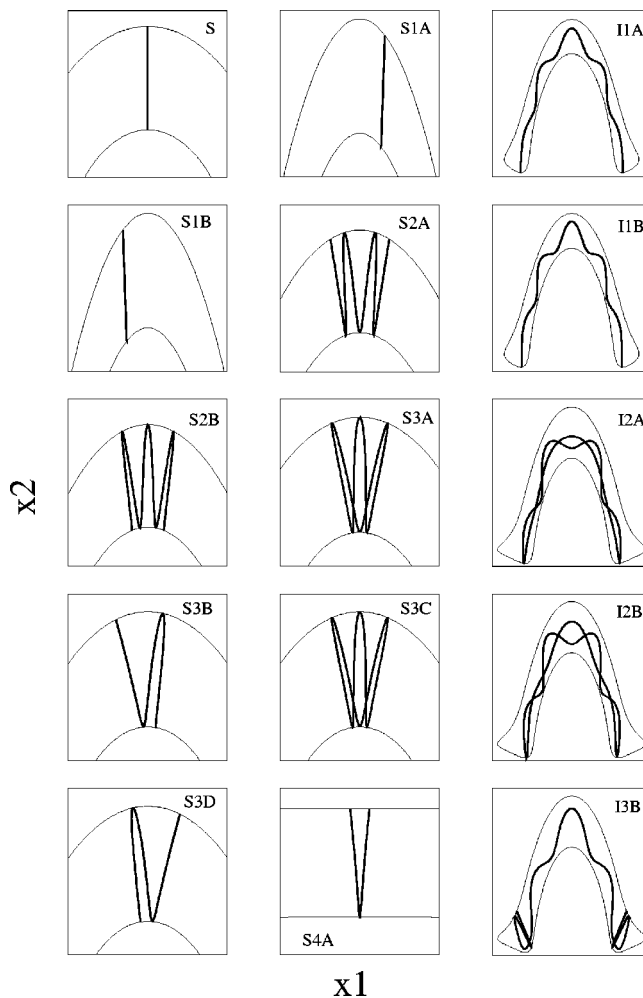 S
S1A
I1A
S1B
S2A
I1B
S2B
S3A
I2A
x2
S3B
S3C
I2B
S3D
S4A
I3B
x1